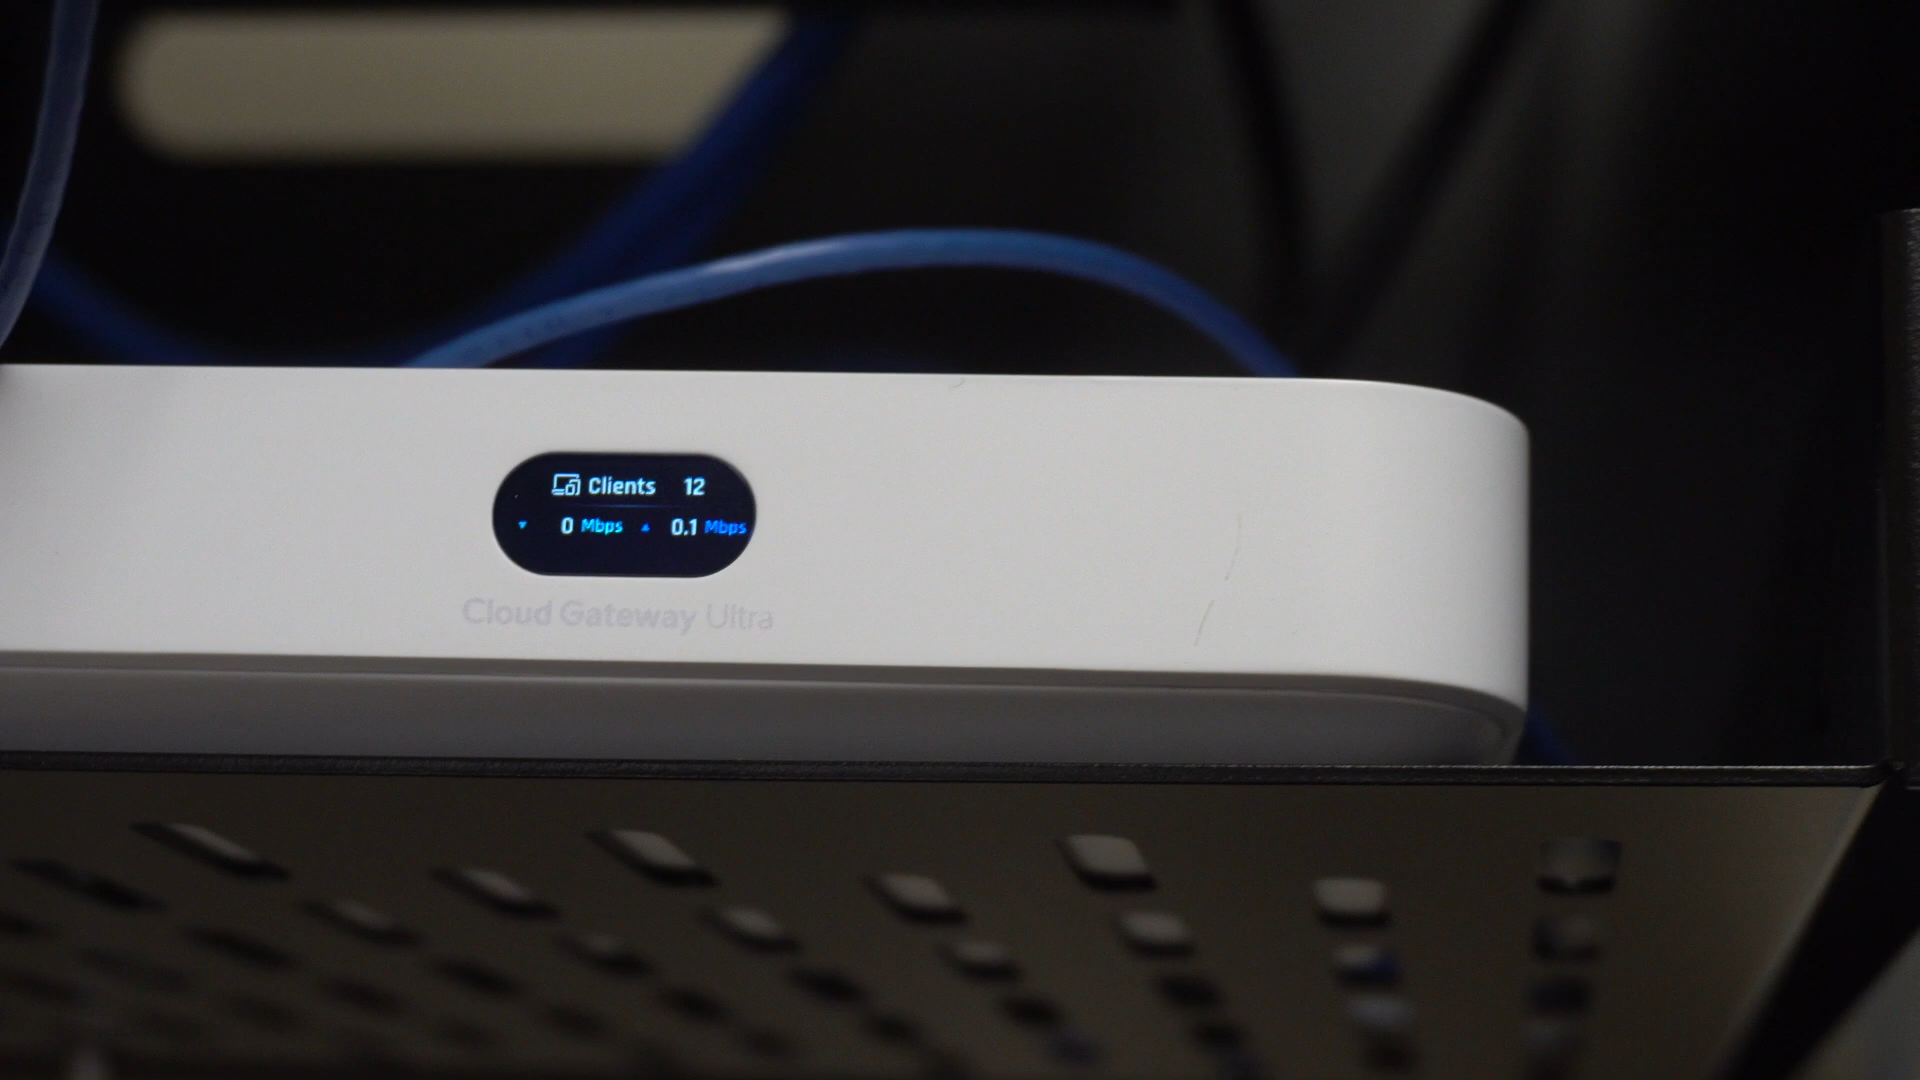 Clients 12
▼ 0 Mbps ▲ 0.1 Mbps
Cloud Gateway Ultra